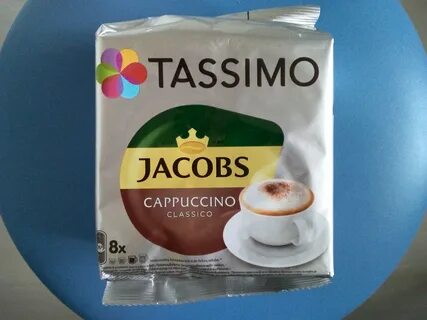 TASSIMO
JACOBS
CAPPUCCINO
CLASSICO
8x